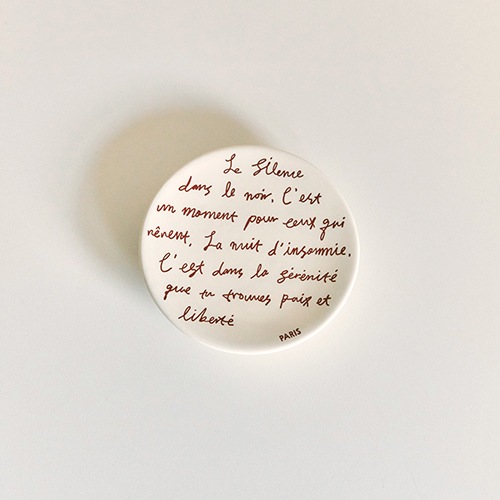 Le Silence
dans le noir. C'est
un moment pour ceux qui
rêvent. La nuit d'insomnie.
C'est dans la sérénité
que tu trouves paix et
liberté
PARIS